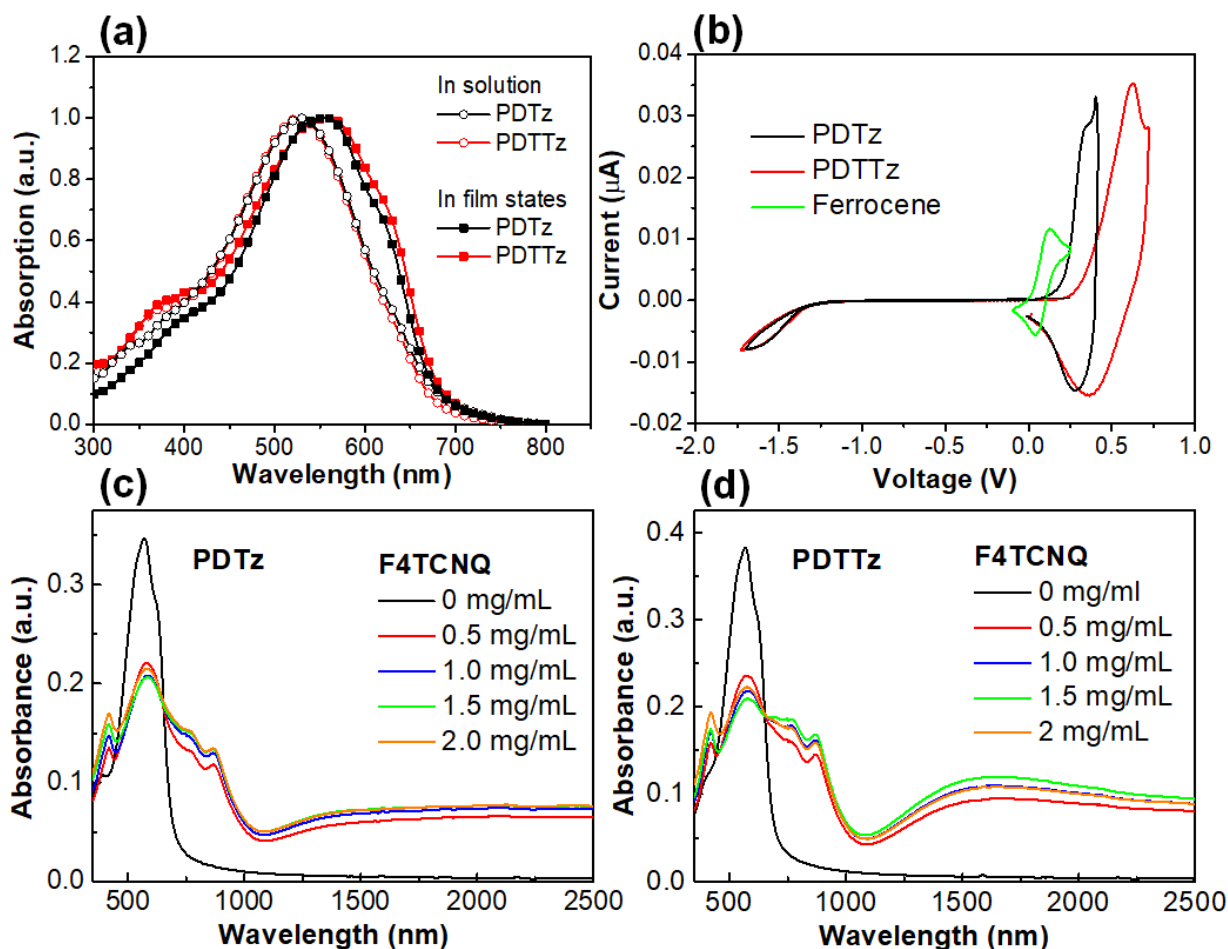 (a)
1.2
1.0
0.8
0.6
0.4
0.2
0.0
Absorption (a.u.)
In solution
PDTz
PDTTz
In film states
PDTz
PDTTz
300 400 500 600 700 800
Wavelength (nm)
(b)
0.04
0.03
0.02
0.01
0.00
-0.01
-0.02
Current (μA)
PDTz
PDTTz
Ferrocene
-2.0 -1.5 -1.0 -0.5 0.0 0.5 1.0
Voltage (V)
(c)
0.3
0.2
0.1
0.0
Absorbance (a.u.)
PDTz
F4TCNQ
0 mg/mL
0.5 mg/mL
1.0 mg/mL
1.5 mg/mL
2.0 mg/mL
500 1000 1500 2000 2500
Wavelength (nm)
(d)
0.4
0.3
0.2
0.1
0.0
Absorbance (a.u.)
PDTTz
F4TCNQ
0 mg/ml
0.5 mg/mL
1.0 mg/mL
1.5 mg/mL
2 mg/mL
500 1000 1500 2000 2500
Wavelength (nm)